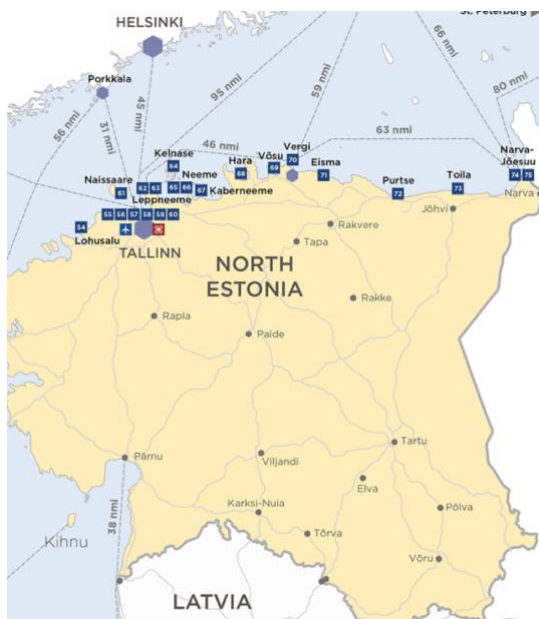 St. Peterburg
HELSINKI
Porkkala
56 nmi
31 nmi
45 nmi
95 nmi
59 nmi
66 nmi
80 nmi
46 nmi
63 nmi
Kelnase
64
Naissaare
61
62 63
Neeme
65 66
67
Kaberneeme
Hara
68
Võsu
69
Vergi
70
Eisma
71
Purtse
72
Toila
73
Narva-
Jõesuu
74 75
Narva
Leppneeme
55 56 57 58 59 60
54
Lohusalu
TALLINN
Jõhvi
Rakvere
Tapa
NORTH
ESTONIA
Rakke
Rapla
Paide
Tartu
Pärnu
Viljandi
Elva
Põlva
Karksi-Nuia
Tõrva
Võru
Kihnu
38 nmi
LATVIA